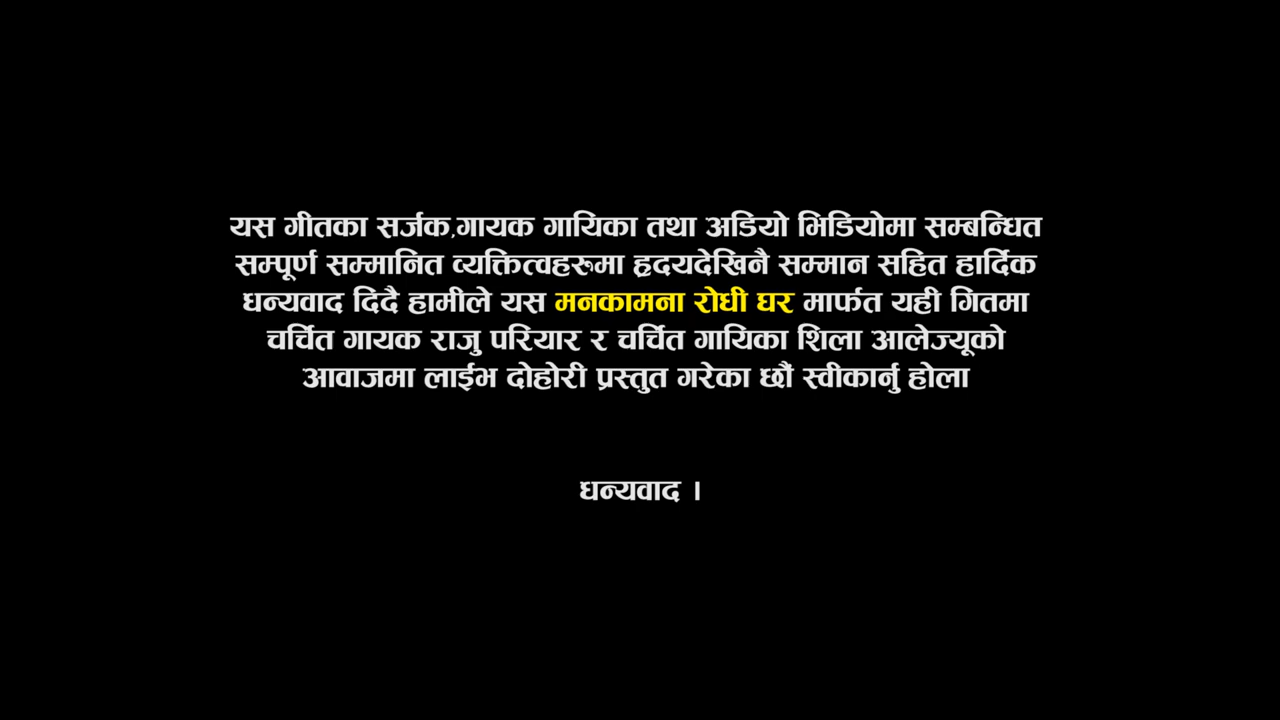 यस गीतका सर्जक,गायक गायिका तथा अडियो भिडियोमा सम्बन्धित
सम्पूर्ण सम्मानित व्यक्तित्वहरुमा हृदयदेखिनै सम्मान सहित हार्दिक
धन्यवाद दिदै हामीले यस मनकामना रोधी घर मार्फत यही गितमा
चर्चित गायक राजु परियार र चर्चित गायिका शिला आलेज्यूको
आवाजमा लाईभ दोहोरी प्रस्तुत गरेका छौं स्वीकार्नु होला
धन्यवाद ।